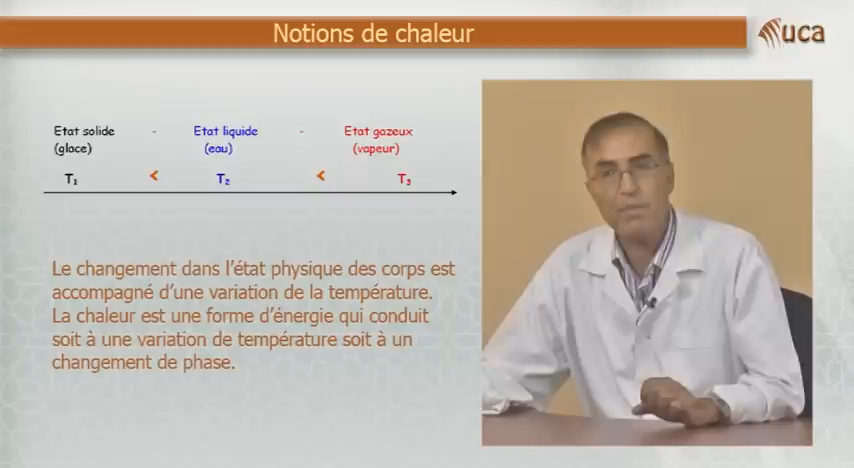 Notions de chaleur
uca
Etat solide - Etat liquide - Etat gazeux
(glace) (eau) (vapeur)
T₁ < T₂ < T₃
Le changement dans l'état physique des corps est
accompagné d'une variation de la température.
La chaleur est une forme d'énergie qui conduit
soit à une variation de température soit à un
changement de phase.